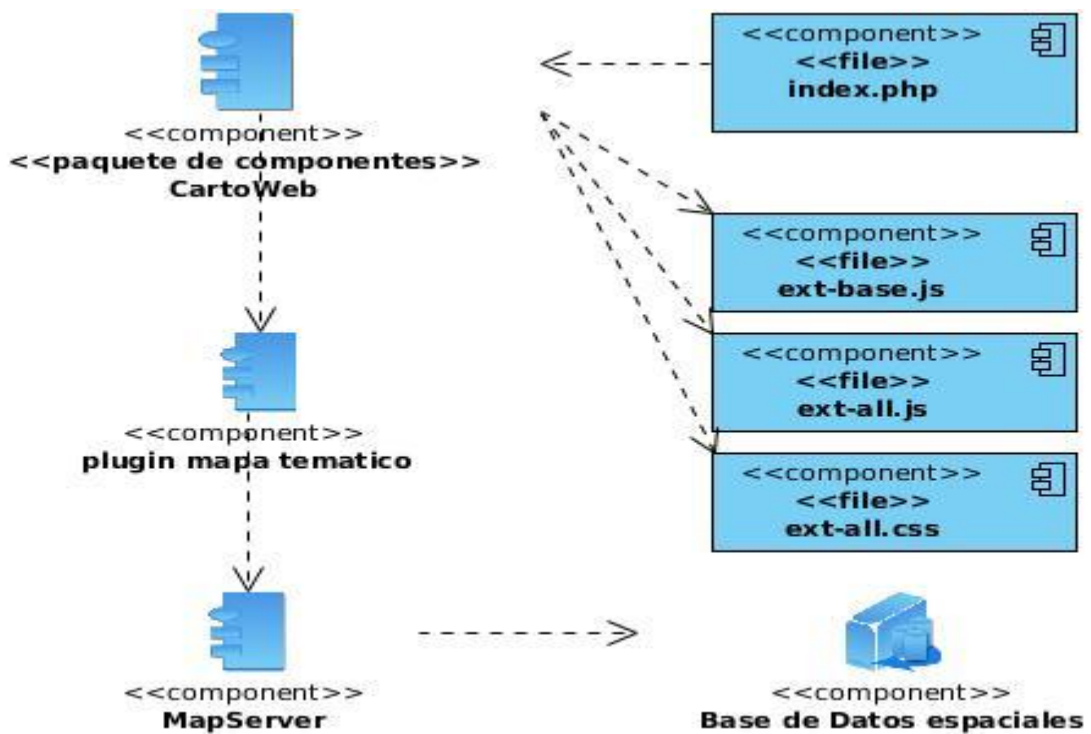 <<component>>
<<paquete de componentes>>
CartoWeb
<<component>>
<<file>>
index.php
<<component>>
<<file>>
ext-base.js
<<component>>
<<file>>
ext-all.js
<<component>>
<<file>>
ext-all.css
<<component>>
plugin mapa tematico
<<component>>
MapServer
<<component>>
Base de Datos espaciales